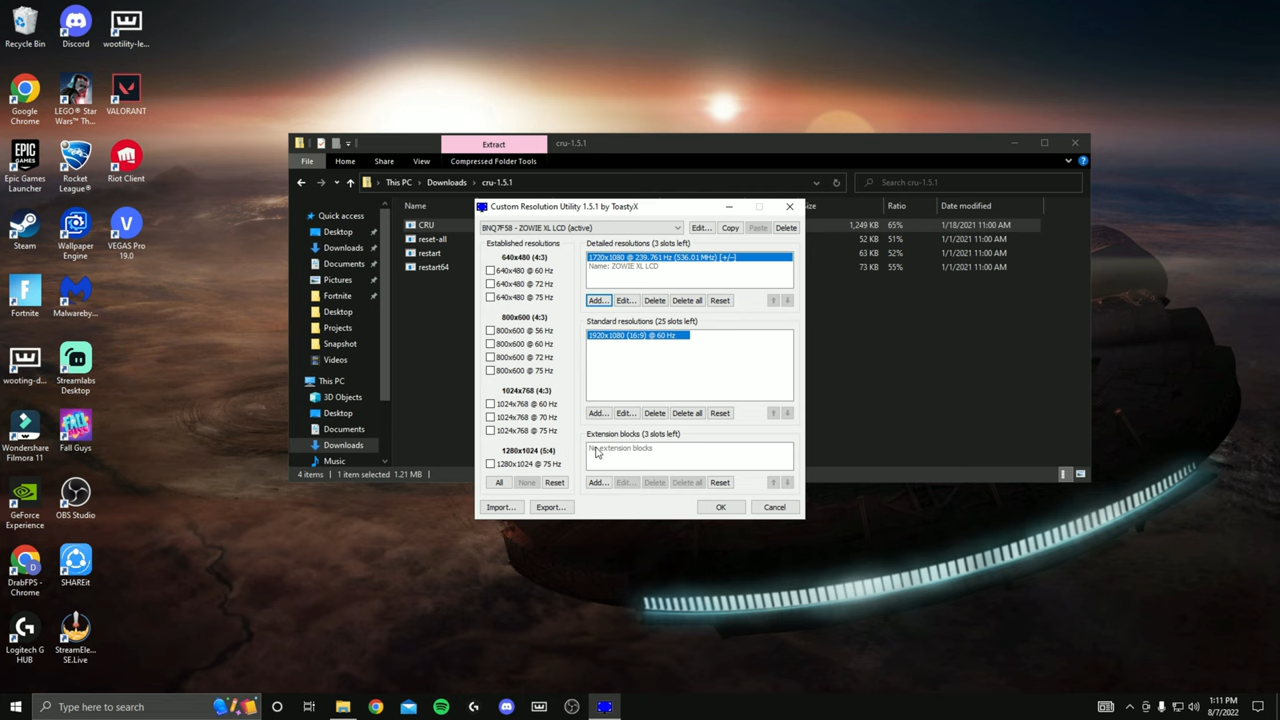 Recycle Bin
Discord
wootility-le...
Google
Chrome
LEGO® Star
Wars™ Th...
VALORANT
Epic Games
Launcher
Rocket
League®
Riot Client
Steam
Wallpaper
Engine
VEGAS Pro
19.0
Fortnite
Malwareby...
wooting-d...
Streamlabs
Desktop
Wondershare
Filmora 11
Fall Guys
GeForce
Experience
OBS Studio
DrabFPS -
Chrome
SHAREit
Logitech G
HUB
StreamEle...
SE.Live
Extract
cru-1.5.1
File
Home
Share
View
Compressed Folder Tools
This PC > Downloads > cru-1.5.1
Search cru-1.5.1
Quick access
Desktop
Downloads
Documents
Pictures
Fortnite
Desktop
Projects
Snapshot
Videos
This PC
3D Objects
Desktop
Documents
Downloads
Music
Name
Size
Ratio
Date modified
CRU
1,249 KB
65%
1/18/2021 11:00 AM
reset-all
52 KB
51%
1/1/2021 11:00 AM
restart
63 KB
52%
1/1/2021 11:00 AM
restart64
73 KB
55%
1/1/2021 11:00 AM
4 items
1 item selected 1.21 MB
Custom Resolution Utility 1.5.1 by ToastyX
BNQ7F58 - ZOWIE XL LCD (active)
Edit...
Copy
Paste
Delete
Established resolutions
640x480 (4:3)
640x480 @ 60 Hz
640x480 @ 72 Hz
640x480 @ 75 Hz
800x600 (4:3)
800x600 @ 56 Hz
800x600 @ 60 Hz
800x600 @ 72 Hz
800x600 @ 75 Hz
1024x768 (4:3)
1024x768 @ 60 Hz
1024x768 @ 70 Hz
1024x768 @ 75 Hz
1280x1024 (5:4)
1280x1024 @ 75 Hz
All
None
Reset
Detailed resolutions (3 slots left)
1720x1080 @ 239.761 Hz (536.01 MHz) [+/-]
Name: ZOWIE XL LCD
Add...
Edit...
Delete
Delete all
Reset
Standard resolutions (25 slots left)
1920x1080 (16:9) @ 60 Hz
Add...
Edit...
Delete
Delete all
Reset
Extension blocks (3 slots left)
No extension blocks
Add...
Edit...
Delete
Delete all
Reset
Import...
Export...
OK
Cancel
Type here to search
1:11 PM
8/7/2022